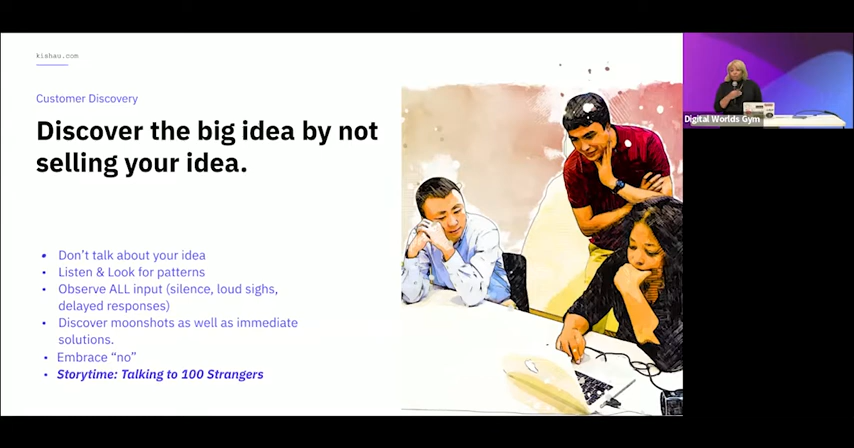 kishau.com
Customer Discovery
Discover the big idea by not
selling your idea.
• Don’t talk about your idea
• Listen & Look for patterns
• Observe ALL input (silence, loud sighs,
delayed responses)
• Discover moonshots as well as immediate
solutions.
• Embrace “no”
• Storytime: Talking to 100 Strangers
Digital Worlds Gym